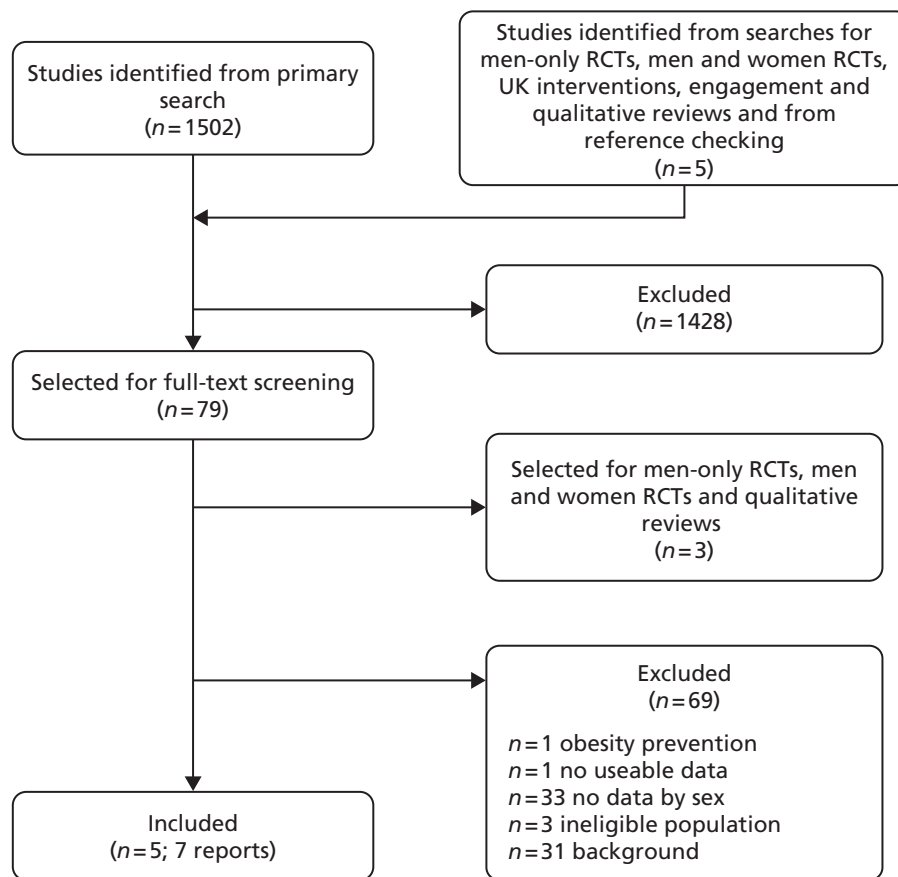 Studies identified from primary
search
(n=1502)
Studies identified from searches for
men-only RCTs, men and women RCTs,
UK interventions, engagement and
qualitative reviews and from
reference checking
(n=5)
Excluded
(n=1428)
Selected for full-text screening
(n=79)
Selected for men-only RCTs, men
and women RCTs and qualitative
reviews
(n=3)
Excluded
(n=69)
n=1 obesity prevention
n=1 no useable data
n=33 no data by sex
n=3 ineligible population
n=31 background
Included
(n=5; 7 reports)